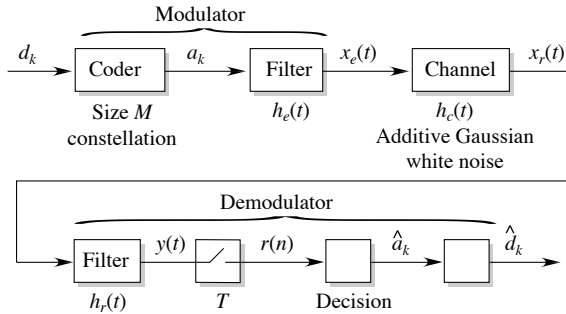 Modulator
d_k Coder a_k Filter x_e(t) Channel x_r(t)
Size M constellation
h_e(t)
h_c(t)
Additive Gaussian white noise
Demodulator
Filter y(t) r(n) â_k d̂_k
h_r(t) T Decision